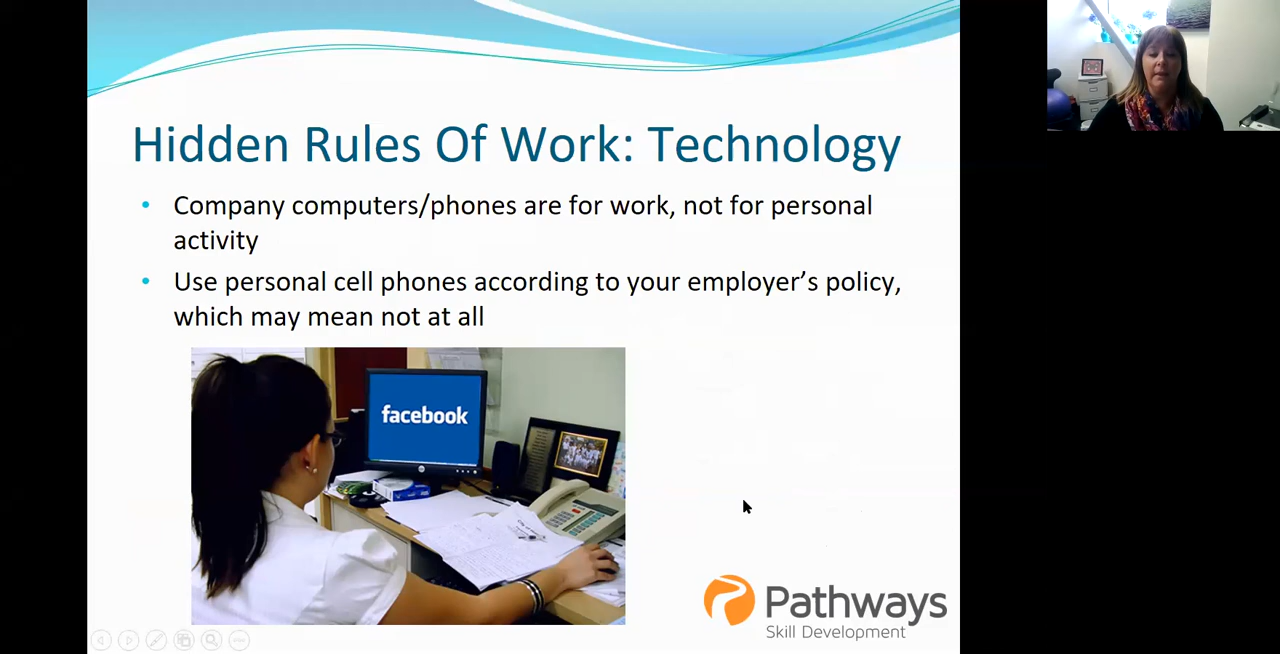 Hidden Rules Of Work: Technology
• Company computers/phones are for work, not for personal
activity
• Use personal cell phones according to your employer’s policy,
which may mean not at all
facebook
Pathways
Skill Development